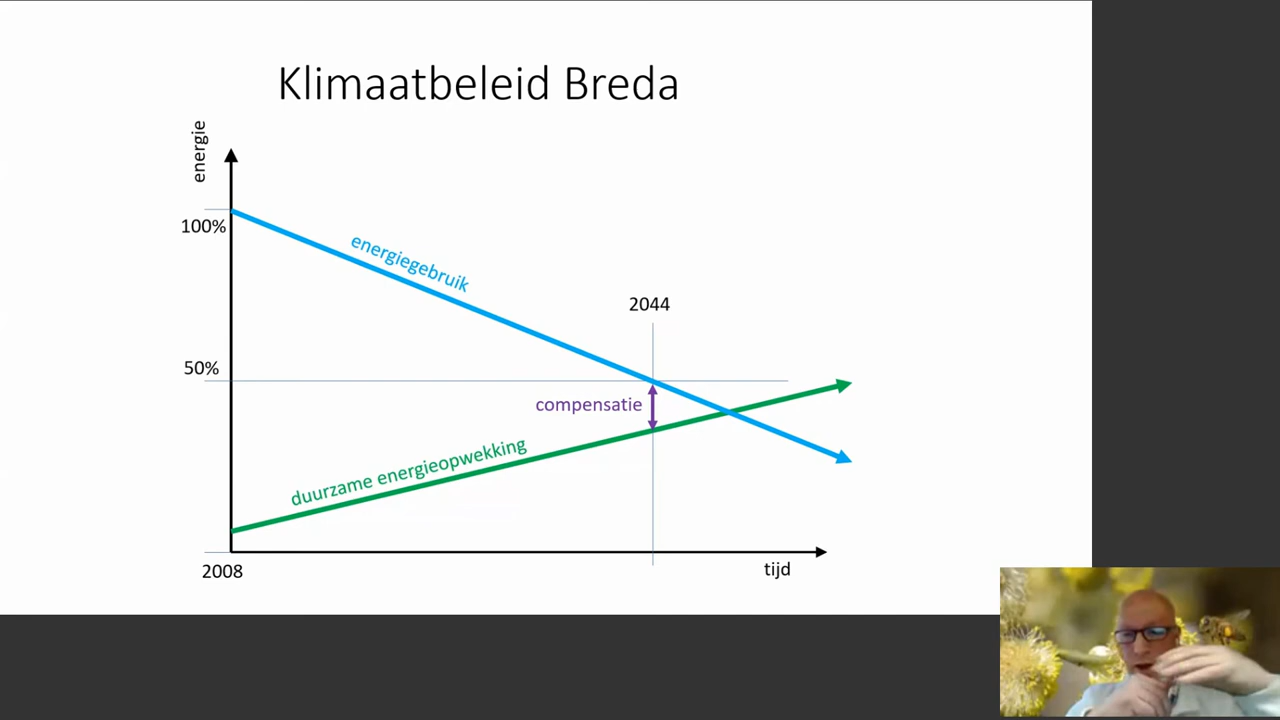 Klimaatbeleid Breda
energie
100%
energiegebruik
2044
50%
compensatie
duurzame energieopwekking
2008
tijd